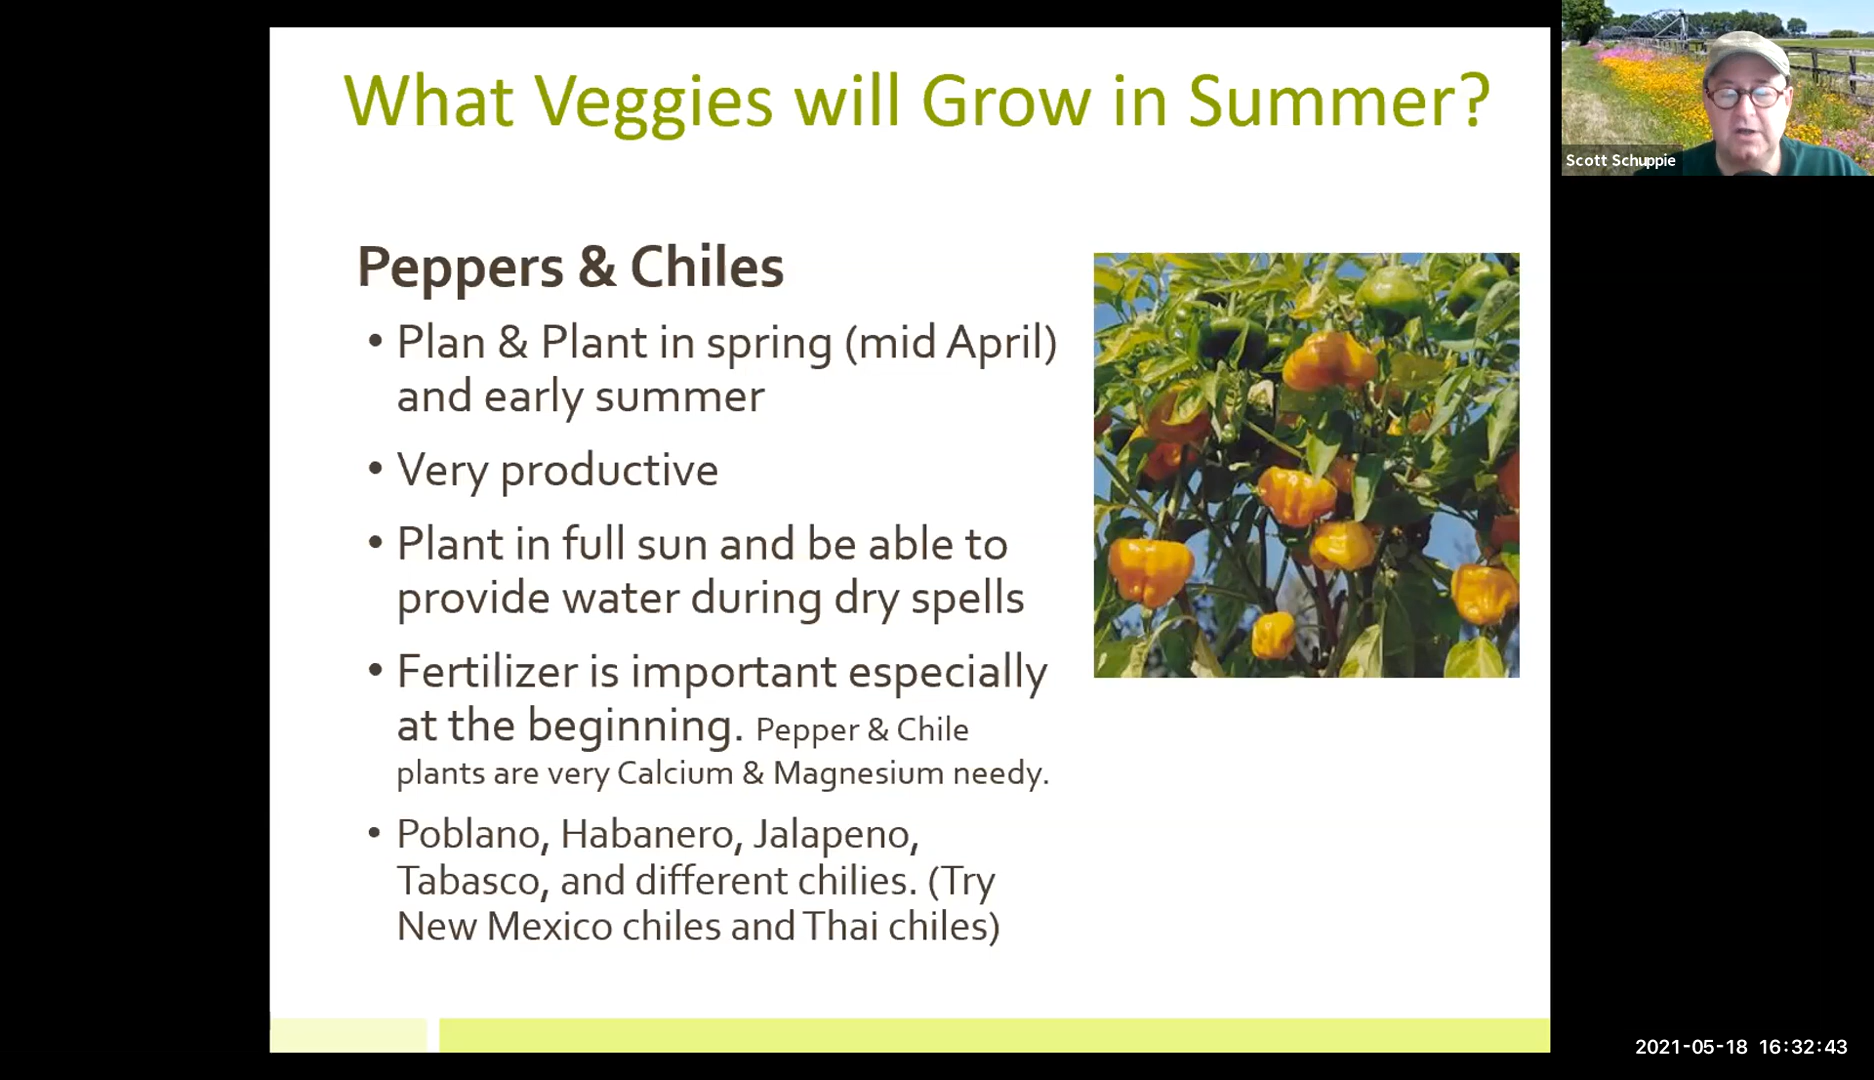 What Veggies will Grow in Summer?
Scott Schuppie
Peppers & Chiles
• Plan & Plant in spring (mid April)
and early summer
• Very productive
• Plant in full sun and be able to
provide water during dry spells
• Fertilizer is important especially
at the beginning. Pepper & Chile
plants are very Calcium & Magnesium needy.
• Poblano, Habanero, Jalapeno,
Tabasco, and different chilies. (Try
New Mexico chiles and Thai chiles)
2021-05-18 16:32:43